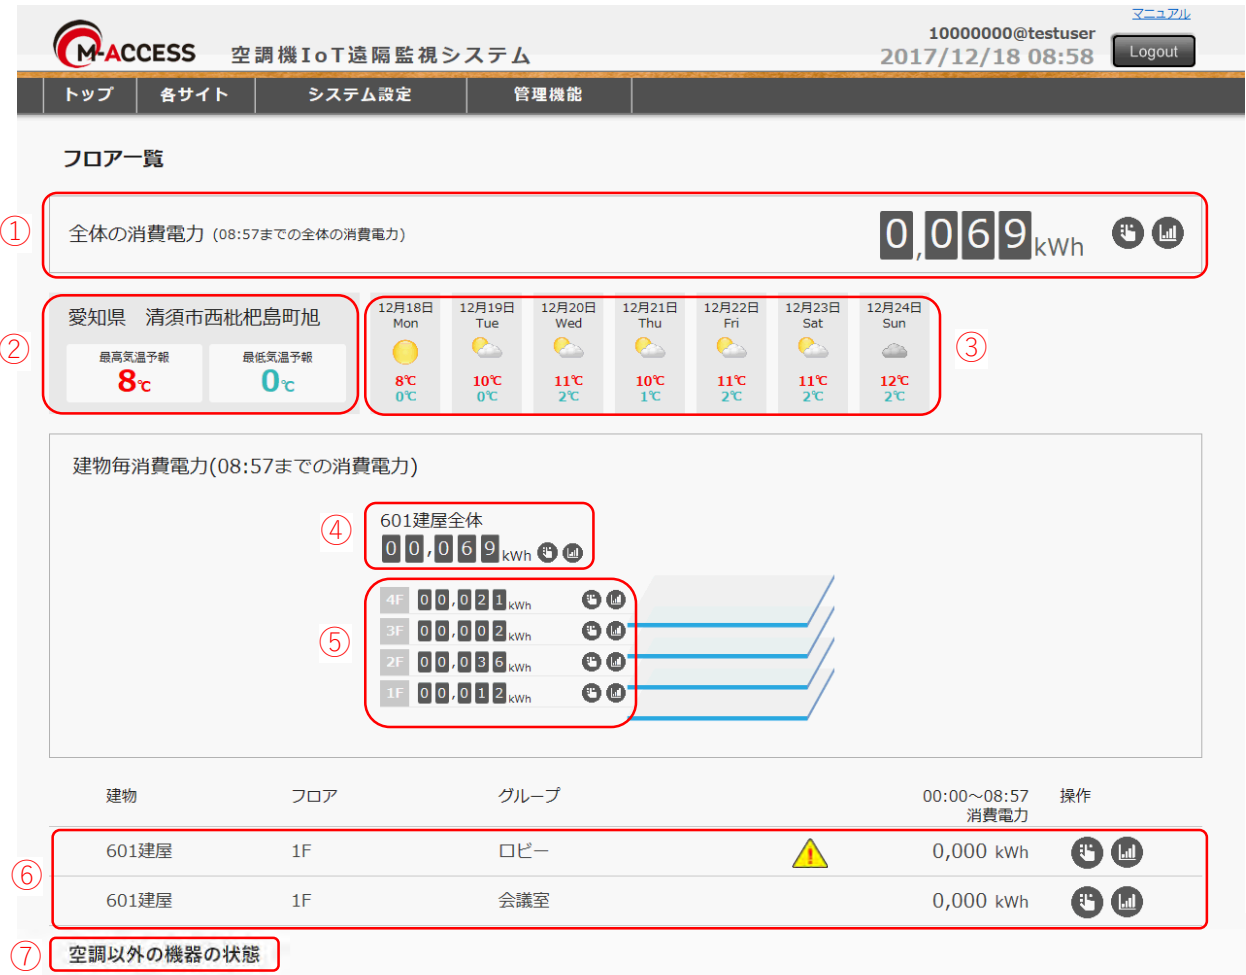 マニュアル
10000000@testuser
M-ACCESS 空調機IoT遠隔監視システム
2017/12/18 08:58 Logout
トップ 各サイト システム設定 管理機能
フロア一覧
①
全体の消費電力 (08:57までの全体の消費電力) 0,069 kWh
②
愛知県 清須市西枇杷島町旭
最高気温予報 最低気温予報
8℃ 0℃
12月18日 12月19日 12月20日 12月21日 12月22日 12月23日 12月24日
Mon Tue Wed Thu Fri Sat Sun
8℃ 10℃ 11℃ 10℃ 11℃ 11℃ 12℃
0℃ 0℃ 2℃ 1℃ 2℃ 2℃ 2℃
③
建物毎消費電力(08:57までの消費電力)
④
601建屋全体
00,069 kWh
⑤
4F 00,021 kWh
3F 00,002 kWh
2F 00,036 kWh
1F 00,012 kWh
建物 フロア グループ 00:00～08:57 操作
消費電力
⑥
601建屋 1F ロビー 0,000 kWh
601建屋 1F 会議室 0,000 kWh
⑦ 空調以外の機器の状態